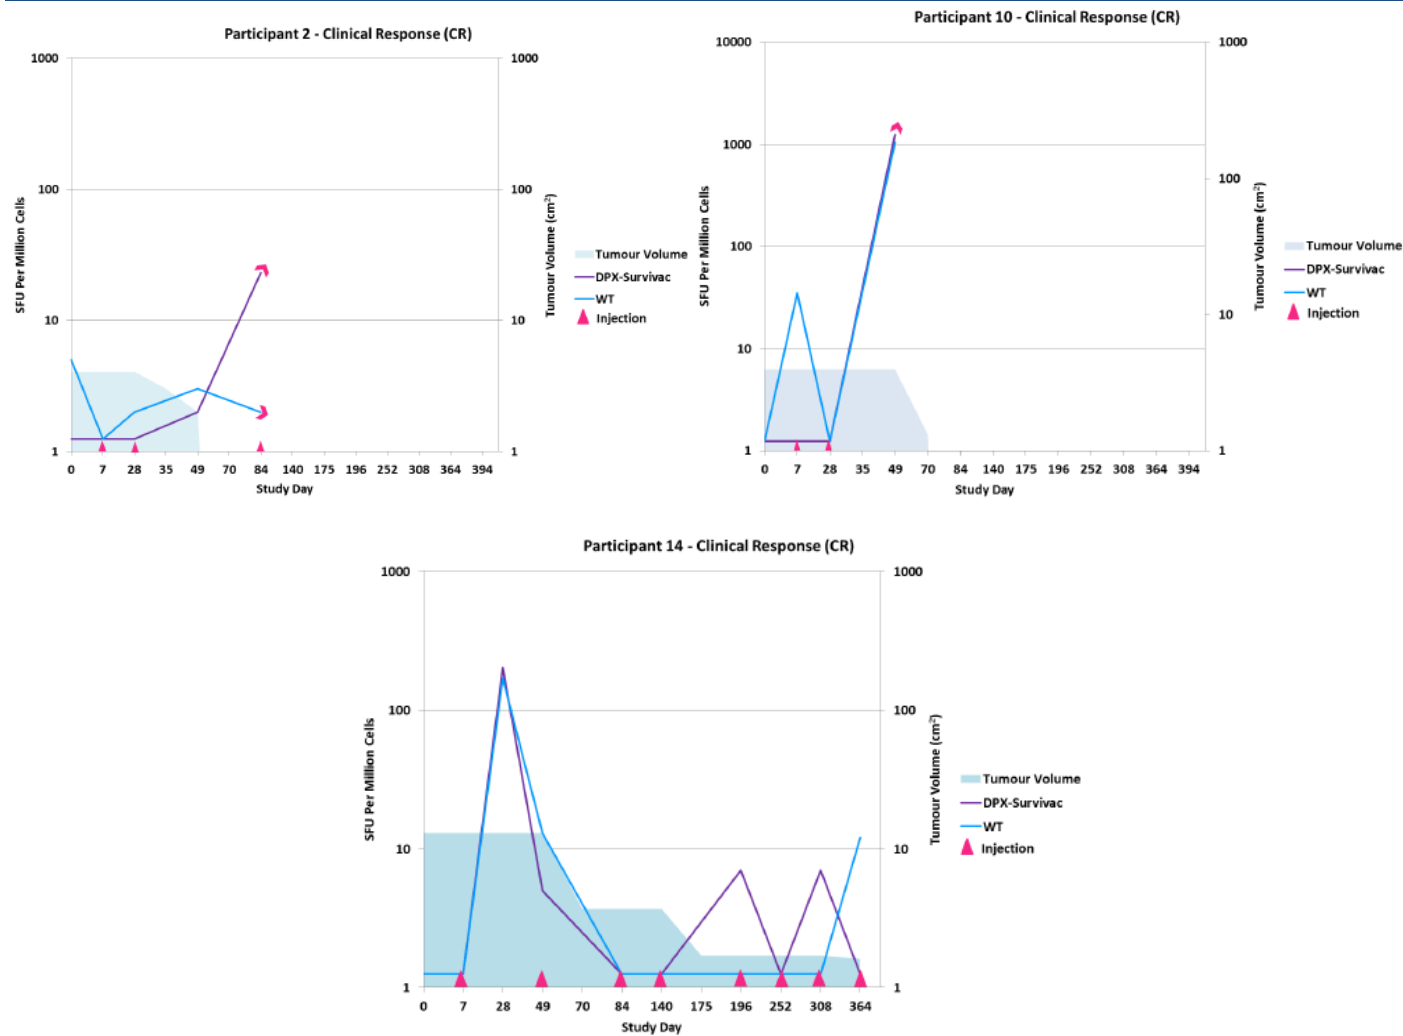 Participant 2 - Clinical Response (CR)
1000
100
10
1
SFU Per Million Cells
0 7 28 35 49 70 84 140 175 196 252 308 364 394
Study Day
1000
100
10
1
Tumour Volume (cm²)
Tumour Volume
DPX-Survivac
WT
Injection
Participant 10 - Clinical Response (CR)
10000
1000
100
10
1
SFU Per Million Cells
0 7 28 35 49 70 84 140 175 196 252 308 364 394
Study Day
1000
100
10
1
Tumour Volume (cm²)
Tumour Volume
DPX-Survivac
WT
Injection
Participant 14 - Clinical Response (CR)
1000
100
10
1
SFU Per Million Cells
0 7 28 49 70 84 140 175 196 252 308 364
Study Day
1000
100
10
1
Tumour Volume (cm²)
Tumour Volume
DPX-Survivac
WT
Injection